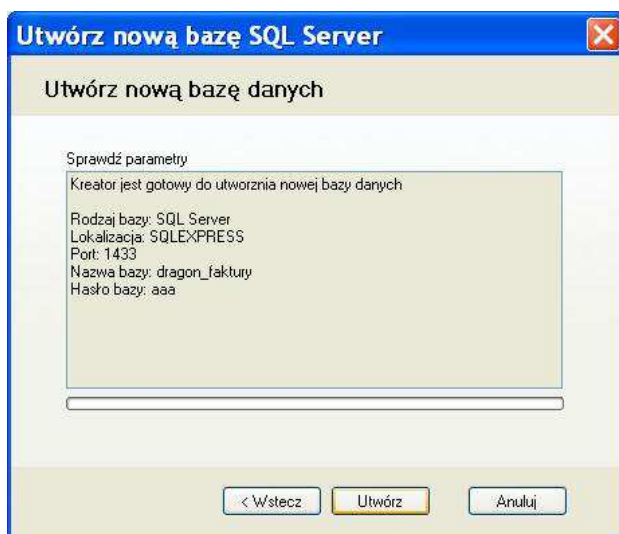 Utwórz nową bazę SQL Server
Utwórz nową bazę danych
Sprawdź parametry
Kreator jest gotowy do utworznia nowej bazy danych
Rodzaj bazy: SQL Server
Lokalizacja: SQLEXPRESS
Port: 1433
Nazwa bazy: dragon_faktury
Hasło bazy: aaa
< Wstecz
Utwórz
Anuluj